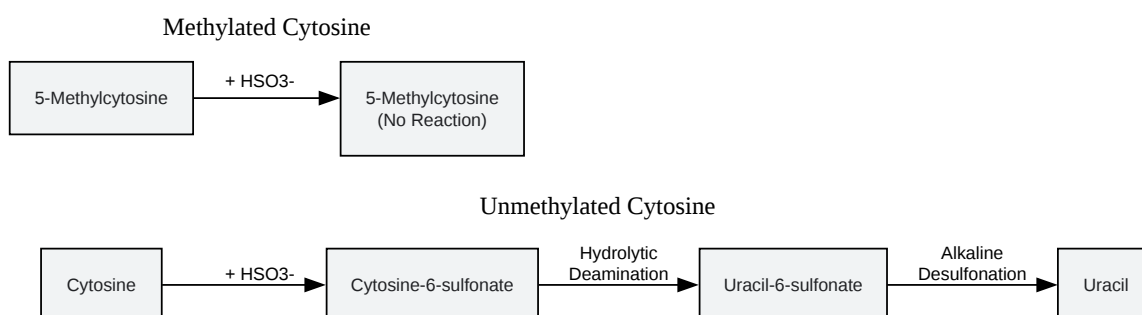 Methylated Cytosine
5-Methylcytosine
+ HSO3-
5-Methylcytosine
(No Reaction)
Unmethylated Cytosine
Cytosine
+ HSO3-
Cytosine-6-sulfonate
Hydrolytic
Deamination
Uracil-6-sulfonate
Alkaline
Desulfonation
Uracil